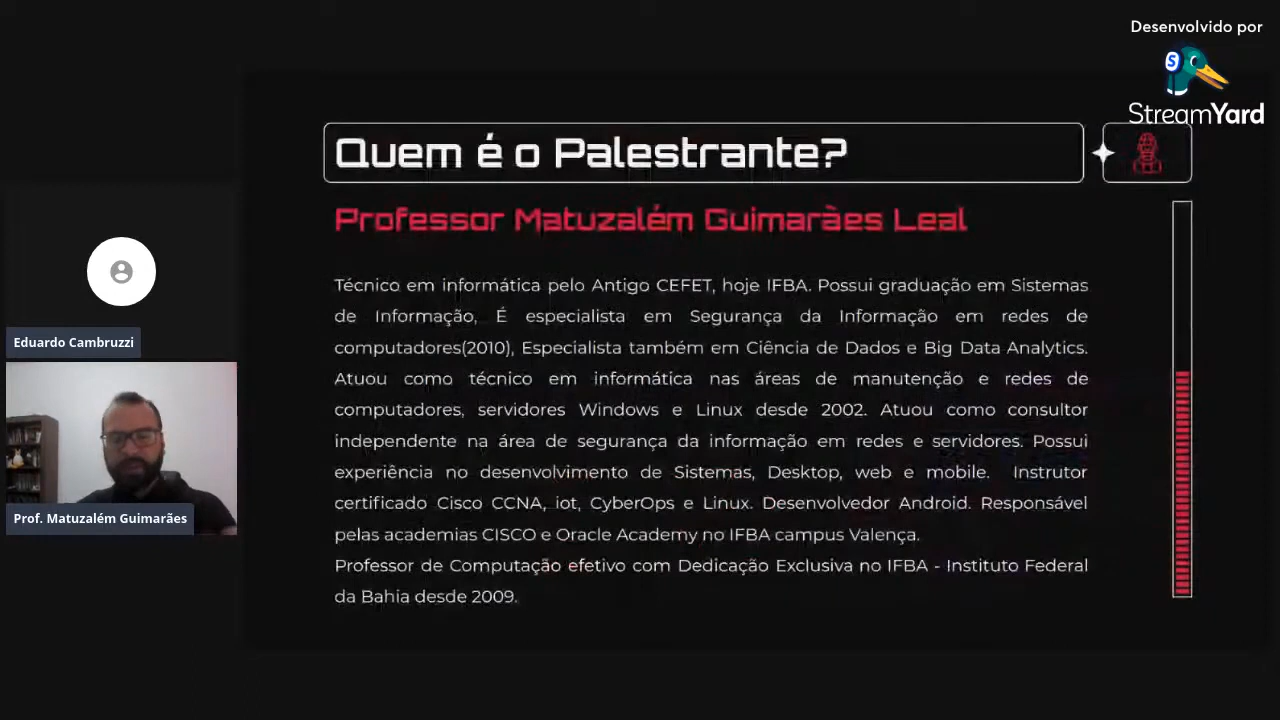 Desenvolvido por
StreamYard
Quem é o Palestrante?
Professor Matuzalém Guimarães Leal
Técnico em informática pelo Antigo CEFET, hoje IFBA. Possui graduação em Sistemas
de Informação, É especialista em Segurança da Informação em redes de
computadores(2010), Especialista também em Ciência de Dados e Big Data Analytics.
Atuou como técnico em informática nas áreas de manutenção e redes de
computadores, servidores Windows e Linux desde 2002. Atuou como consultor
independente na área de segurança da informação em redes e servidores. Possui
experiência no desenvolvimento de Sistemas, Desktop, web e mobile. Instrutor
certificado Cisco CCNA, iot, CyberOps e Linux. Desenvolvedor Android. Responsável
pelas academias CISCO e Oracle Academy no IFBA campus Valença.
Professor de Computação efetivo com Dedicação Exclusiva no IFBA - Instituto Federal
da Bahia desde 2009.
Eduardo Cambruzzi
Prof. Matuzalém Guimarães